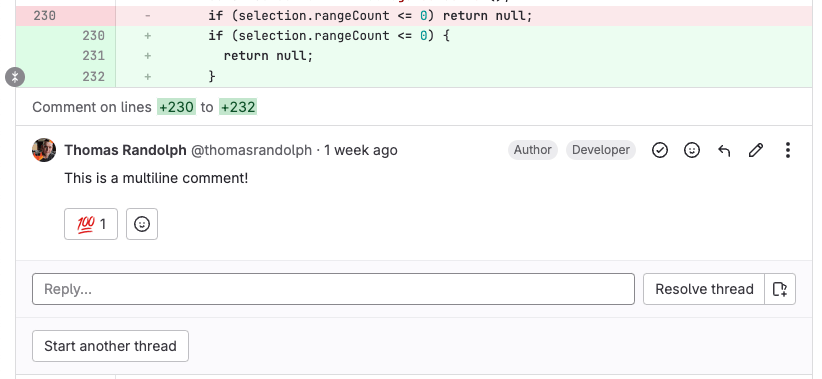 230 - if (selection.rangeCount <= 0) return null;
230 + if (selection.rangeCount <= 0) {
231 + return null;
232 + }
Comment on lines +230 to +232
Thomas Randolph @thomasrandolph · 1 week ago Author Developer
This is a multiline comment!
💯 1
Reply...
Resolve thread
Start another thread